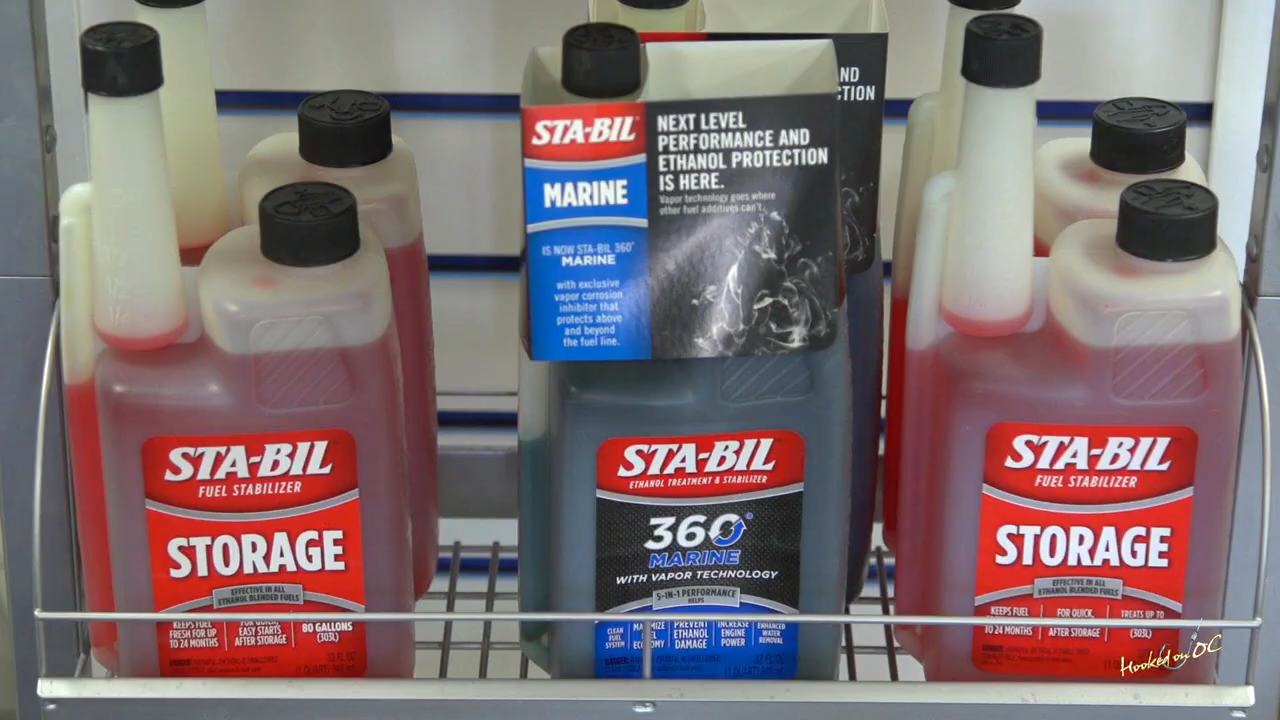 STA-BIL
MARINE
IS NOW STA-BIL 360°
MARINE
with exclusive
vapor corrosion
inhibitor that
protects above
and beyond
the fuel line.
NEXT LEVEL
PERFORMANCE AND
ETHANOL PROTECTION
IS HERE.
Vapor technology goes where
other fuel additives can't.
ND
CTION
STA-BIL
FUEL STABILIZER
STORAGE
EFFECTIVE IN ALL
ETHANOL BLENDED FUELS
KEEPS FUEL
FRESH FOR UP
TO 24 MONTHS
FOR QUICK,
EASY STARTS
AFTER STORAGE
80 GALLONS
(303L)
STA-BIL
ETHANOL TREATMENT & STABILIZER
360°
MARINE
WITH VAPOR TECHNOLOGY
5-IN-1 PERFORMANCE
HELPS
CLEAN
FUEL
SYSTEM
PREVENT
ETHANOL
DAMAGE
INCREASE
ENGINE
POWER
ENHANCED
WATER
REMOVAL
STA-BIL
FUEL STABILIZER
STORAGE
EFFECTIVE IN ALL
ETHANOL BLENDED FUELS
KEEPS FUEL
TO 24 MONTHS
FOR QUICK,
AFTER STORAGE
TREATS UP TO
(303L)
Hooked on OC